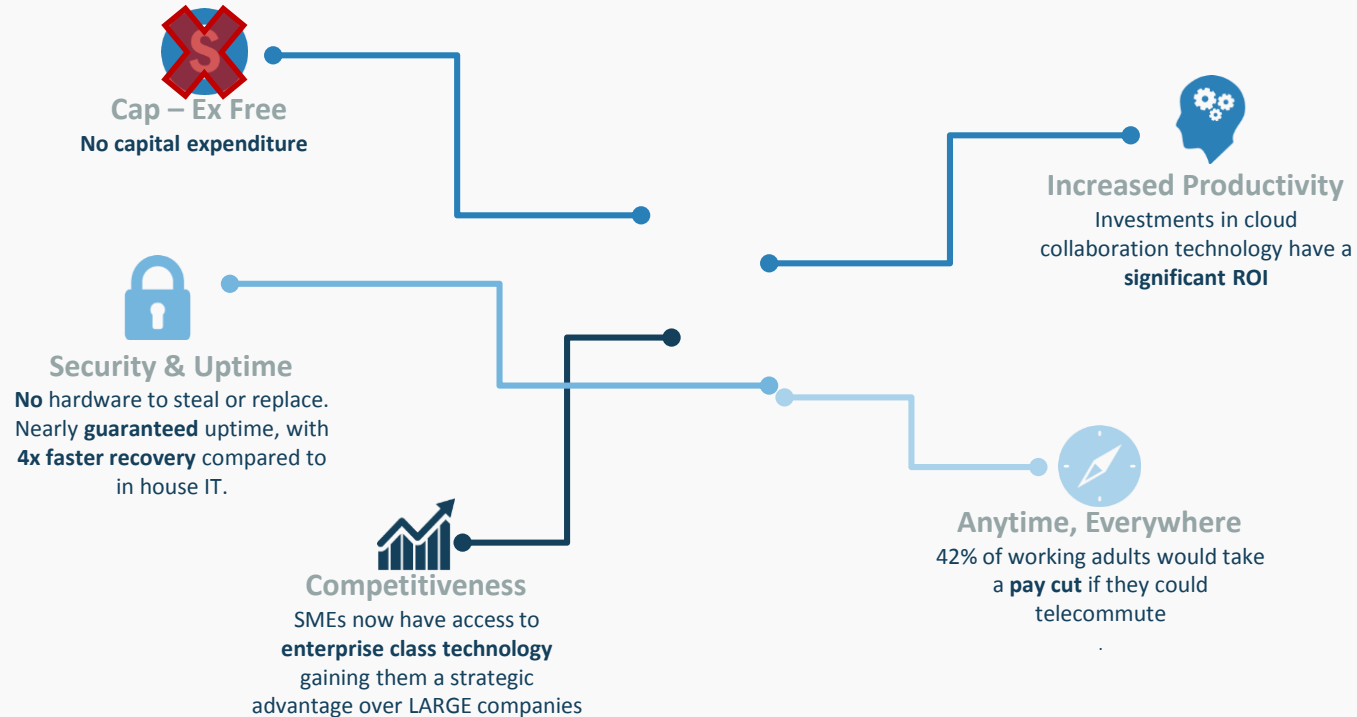 $
Cap – Ex Free
No capital expenditure
Increased Productivity
Investments in cloud
collaboration technology have a
significant ROI
Security & Uptime
No hardware to steal or replace.
Nearly guaranteed uptime, with
4x faster recovery compared to
in house IT.
Anytime, Everywhere
42% of working adults would take
a pay cut if they could
telecommute
.
Competitiveness
SMEs now have access to
enterprise class technology
gaining them a strategic
advantage over LARGE companies